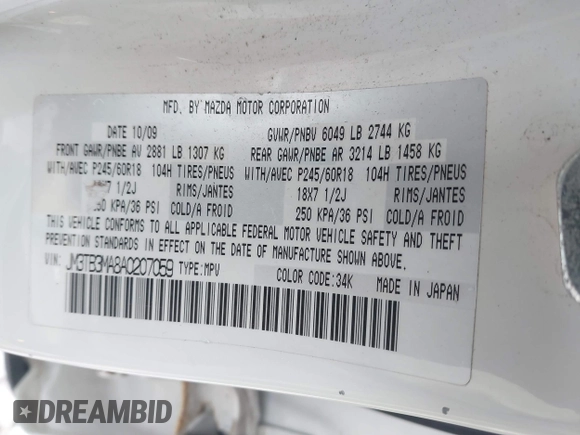 MFD. BY MAZDA MOTOR CORPORATION
DATE 10/09 GVWR/PNBV 6049 LB 2744 KG
FRONT GAWR/PNBE AV 2881 LB 1307 KG REAR GAWR/PNBE AR 3214 LB 1458 KG
WITH/AVEC P245/60R18 104H TIRES/PNEUS WITH/AVEC P245/60R18 104H TIRES/PNEUS
7 1/2J RIMS/JANTES 18X7 1/2J RIMS/JANTES
KPA/36 PSI COLD/A FROID 250 KPA/36 PSI COLD/A FROID
THIS VEHICLE CONFORMS TO ALL APPLICABLE FEDERAL MOTOR VEHICLE SAFETY AND THEFT
PREVENTION STANDARDS IN EFFECT ON THE DATE OF MANUFACTURE SHOWN ABOVE.
VIN: JM3TB3MA8A0207059 TYPE:MPV COLOR CODE:34K MADE IN JAPAN
DREAMBID